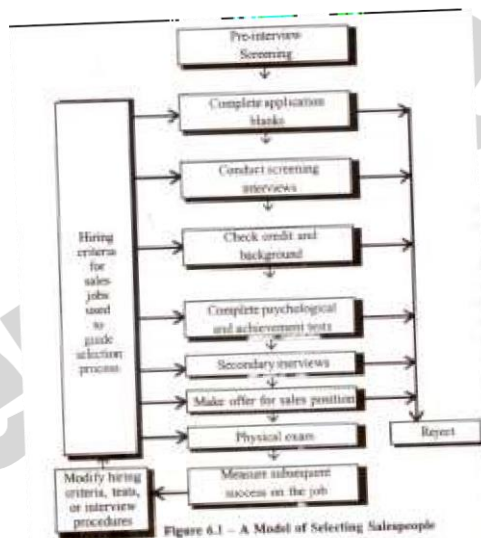 Pre-interview
Screening
Complete application
blanks
Conduct screening
interviews
Check credit and
background
Hiring
criteria
for
sales
jobs
used
to
guide
selection
process
Complete psychological
and achievement tests
Secondary inerviews
Make offer for sales position
Physical exam
Reject
Measure subsequent
success on the job
Modify hiring
criteria, tests,
or interview
procedures
Figure 6.1 – A Model of Selecting Salespeople